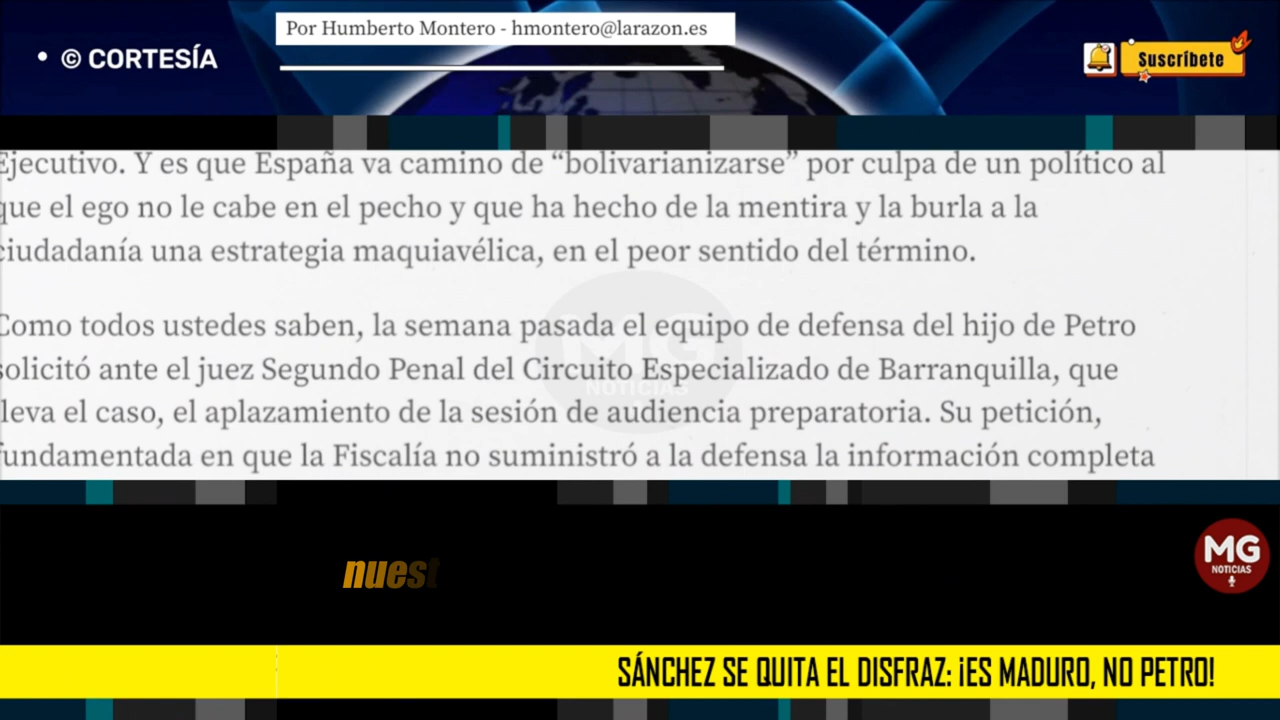 Por Humberto Montero - hmontero@larazon.es
• © CORTESÍA
Suscríbete
Ejecutivo. Y es que España va camino de “bolivarianizarse” por culpa de un político al
que el ego no le cabe en el pecho y que ha hecho de la mentira y la burla a la
ciudadanía una estrategia maquiavélica, en el peor sentido del término.
Como todos ustedes saben, la semana pasada el equipo de defensa del hijo de Petro
solicitó ante el juez Segundo Penal del Circuito Especializado de Barranquilla, que
lleva el caso, el aplazamiento de la sesión de audiencia preparatoria. Su petición,
fundamentada en que la Fiscalía no suministró a la defensa la información completa
MG
NOTICIAS
nuest
MG
NOTICIAS
SÁNCHEZ SE QUITA EL DISFRAZ: ¡ES MADURO, NO PETRO!